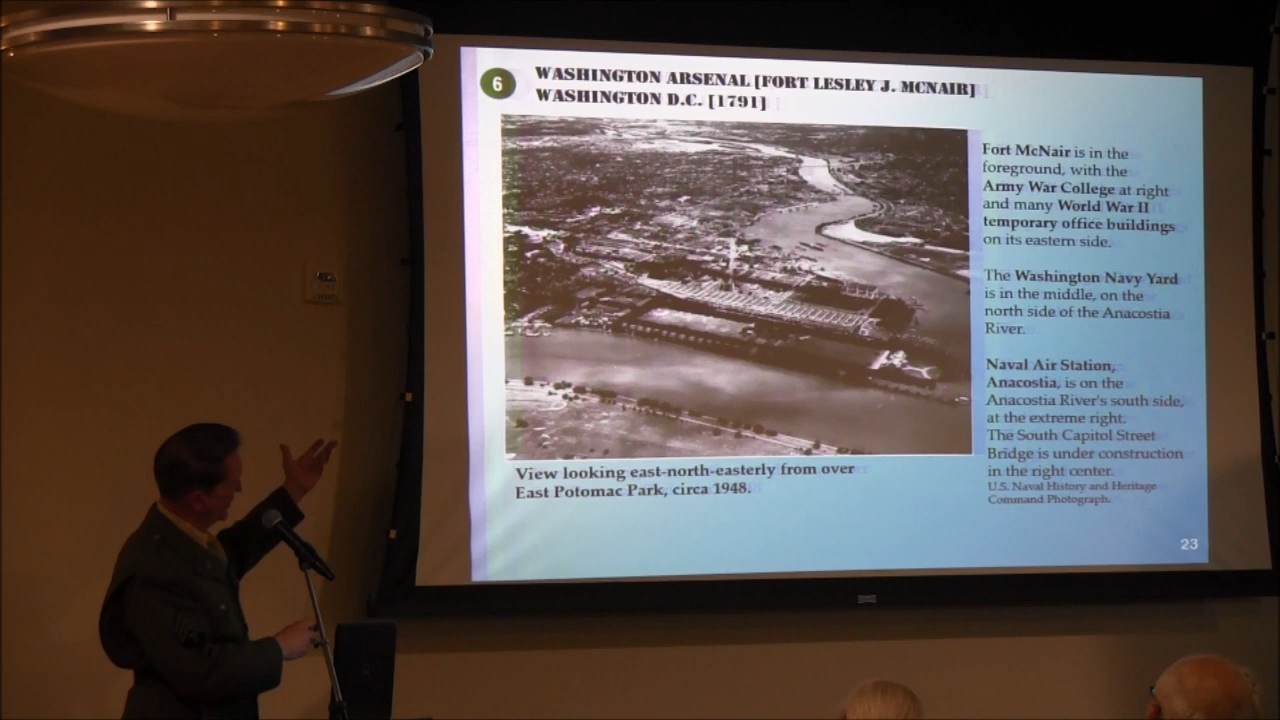 6
WASHINGTON ARSENAL [FORT LESLEY J. MCNAIR]
WASHINGTON D.C. [1791]
Fort McNair is in the
foreground, with the
Army War College at right
and many World War II
temporary office buildings
on its eastern side.
The Washington Navy Yard
is in the middle, on the
north side of the Anacostia
River.
Naval Air Station,
Anacostia, is on the
Anacostia River's south side,
at the extreme right.
The South Capitol Street
Bridge is under construction
in the right center.
U.S. Naval History and Heritage
Command Photograph.
View looking east-north-easterly from over
East Potomac Park, circa 1948.
23